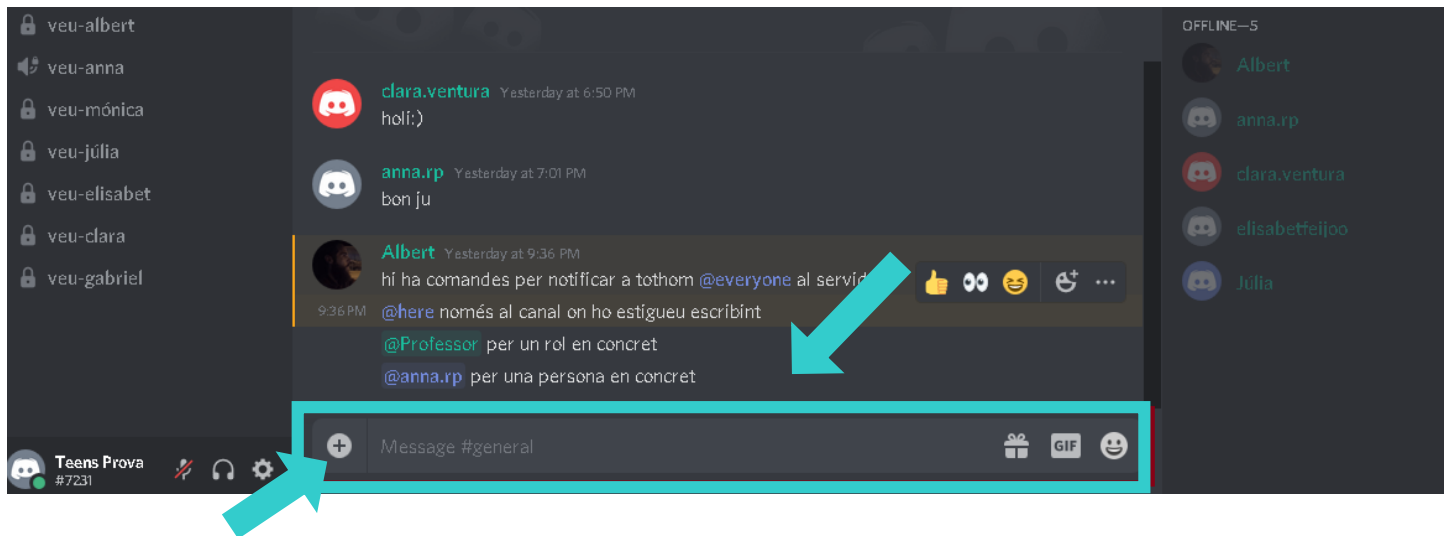 veu-albert
veu-anna
veu-mónica
veu-júlia
veu-elisabet
veu-clara
veu-gabriel
Teens Prova
#7231
clara.ventura Yesterday at 6:50 PM
holi:)
anna.rp Yesterday at 7:01 PM
bon ju
Albert Yesterday at 9:36 PM
hi ha comandes per notificar a tothom @everyone al servid
9:36 PM @here només al canal on ho estigueu escribint
@Professor per un rol en concret
@anna.rp per una persona en concret
Message #general
GIF
OFFLINE—5
Albert
anna.rp
clara.ventura
elisabetfeijoo
Júlia